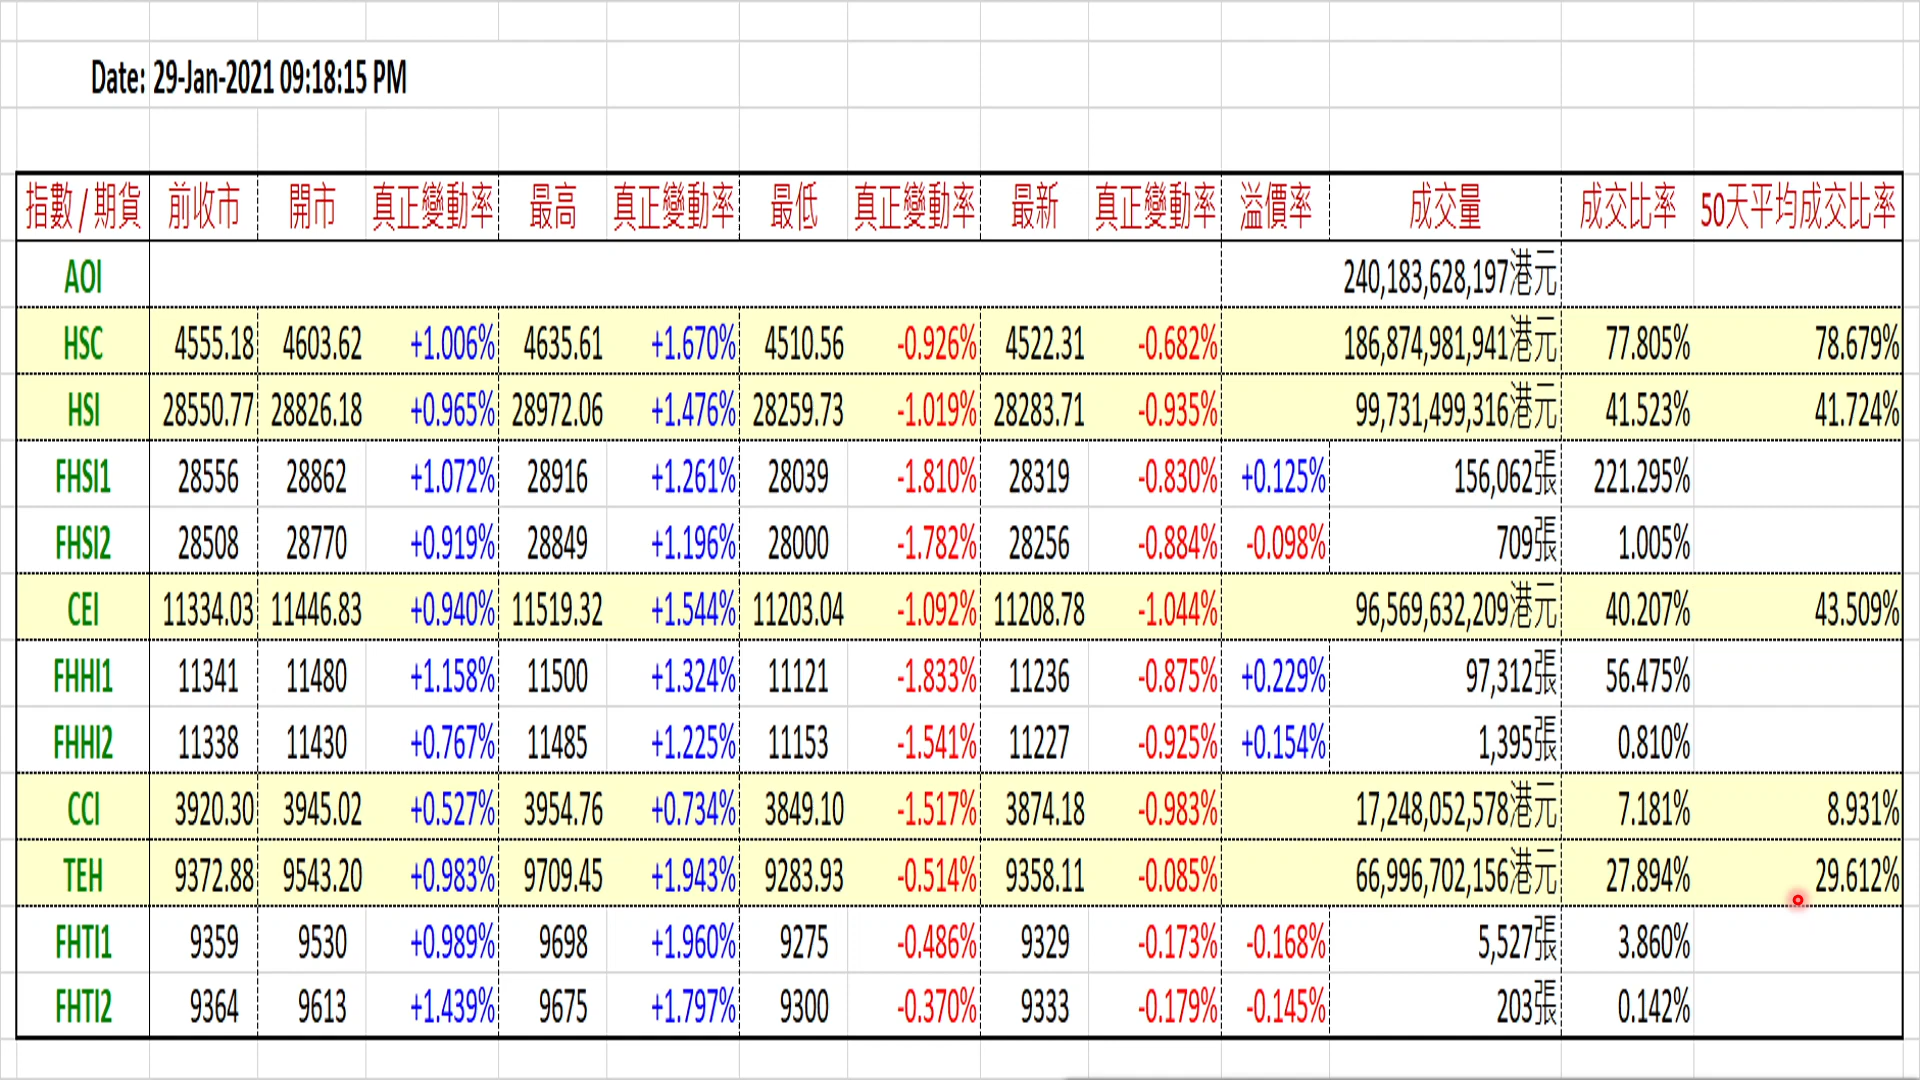 Date: 29-Jan-2021 09:18:15 PM
指數 / 期貨 前收市 開市 真正變動率 最高 真正變動率 最低 真正變動率 最新 真正變動率 溢價率 成交量 成交比率 50天平均成交比率
AOI 240,183,628,197港元
HSC 4555.18 4603.62 +1.006% 4635.61 +1.670% 4510.56 -0.926% 4522.31 -0.682% 186,874,981,941港元 77.805% 78.679%
HSI 28550.77 28826.18 +0.965% 28972.06 +1.476% 28259.73 -1.019% 28283.71 -0.935% 99,731,499,316港元 41.523% 41.724%
FHSI1 28556 28862 +1.072% 28916 +1.261% 28039 -1.810% 28319 -0.830% +0.125% 156,062張 221.295%
FHSI2 28508 28770 +0.919% 28849 +1.196% 28000 -1.782% 28256 -0.884% -0.098% 709張 1.005%
CEI 11334.03 11446.83 +0.940% 11519.32 +1.544% 11203.04 -1.092% 11208.78 -1.044% 96,569,632,209港元 40.207% 43.509%
FHHI1 11341 11480 +1.158% 11500 +1.324% 11121 -1.833% 11236 -0.875% +0.229% 97,312張 56.475%
FHHI2 11338 11430 +0.767% 11485 +1.225% 11153 -1.541% 11227 -0.925% +0.154% 1,395張 0.810%
CCI 3920.30 3945.02 +0.527% 3954.76 +0.734% 3849.10 -1.517% 3874.18 -0.983% 17,248,052,578港元 7.181% 8.931%
TEH 9372.88 9543.20 +0.983% 9709.45 +1.943% 9283.93 -0.514% 9358.11 -0.085% 66,996,702,156港元 27.894% 29.612%
FHTI1 9359 9530 +0.989% 9698 +1.960% 9275 -0.486% 9329 -0.173% -0.168% 5,527張 3.860%
FHTI2 9364 9613 +1.439% 9675 +1.797% 9300 -0.370% 9333 -0.179% -0.145% 203張 0.142%